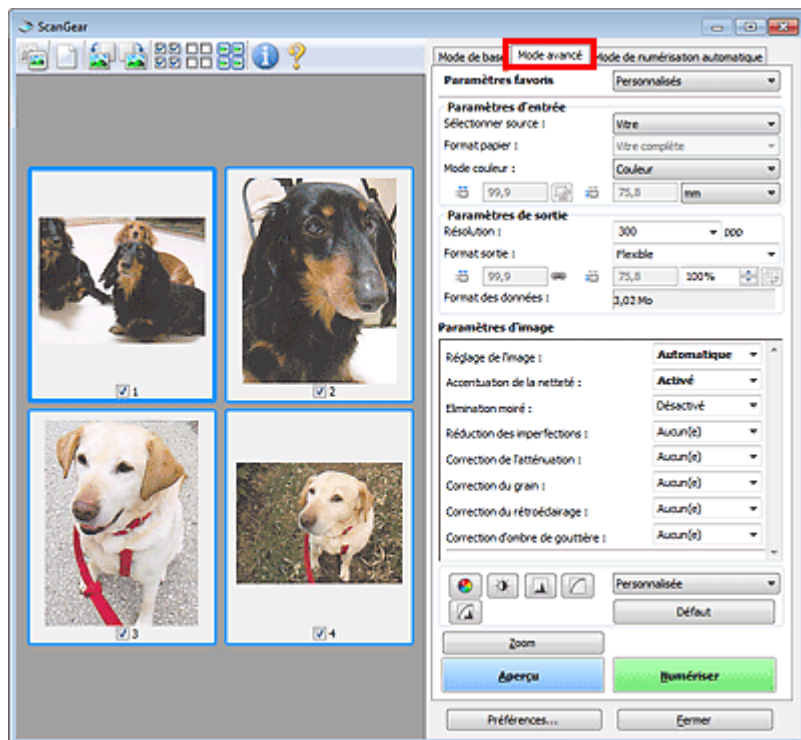 ScanGear
Mode de base Mode avancé Mode de numérisation automatique
Paramètres favoris Personnalisés
Paramètres d'entrée
Sélectionner source : Vitre
Format papier : Vitre complète
Mode couleur : Couleur
99,9 75,8 mm
Paramètres de sortie
Résolution : 300 ppp
Format sortie : Flexible
99,9 75,8 100%
Format des données : 3,02 Mo
Paramètres d'image
Réglage de l'image : Automatique
Accentuation de la netteté : Activé
Elimination moiré : Désactivé
Réduction des imperfections : Aucun(e)
Correction de l'atténuation : Aucun(e)
Correction du grain : Aucun(e)
Correction du rétroéclairage : Aucun(e)
Correction d'ombre de gouttière : Aucun(e)
Personnalisée
Défaut
Zoom
Aperçu Numériser
Préférences... Fermer
1
2
3
4